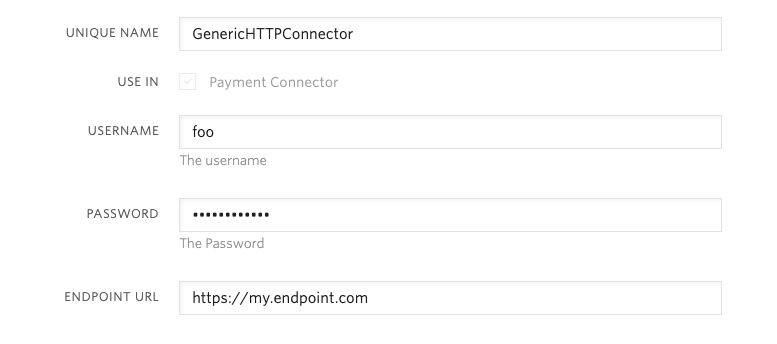 UNIQUE NAME GenericHTTPConnector
USE IN Payment Connector
USERNAME foo
The username
PASSWORD ••••••••••••
The Password
ENDPOINT URL https://my.endpoint.com